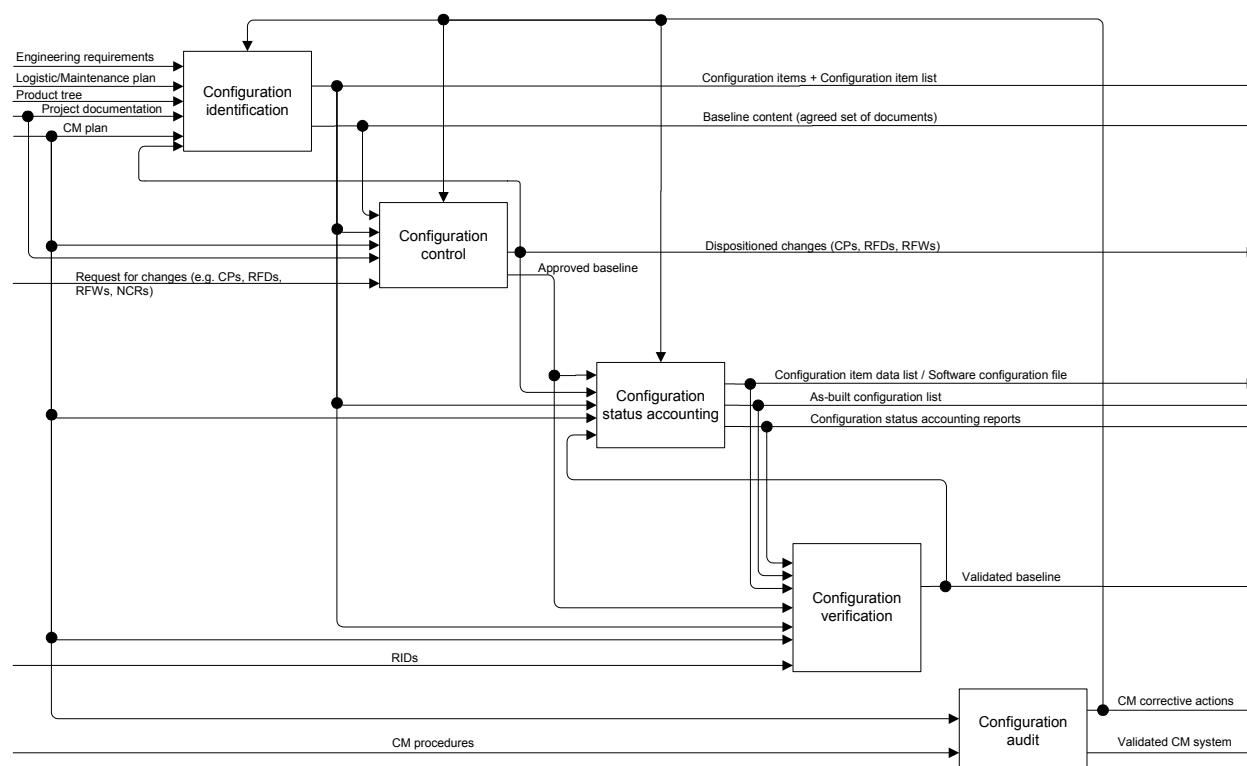 Engineering requirements
Logistic/Maintenance plan
Product tree
Project documentation
CM plan
Configuration
identification
Configuration items + Configuration item list
Baseline content (agreed set of documents)
Configuration
control
Dispositioned changes (CPs, RFDs, RFWs)
Approved baseline
Request for changes (e.g. CPs, RFDs,
RFWs, NCRs)
Configuration
status accounting
Configuration item data list / Software configuration file
As-built configuration list
Configuration status accounting reports
Configuration
verification
Validated baseline
RIDs
Configuration
audit
CM corrective actions
CM procedures
Validated CM system